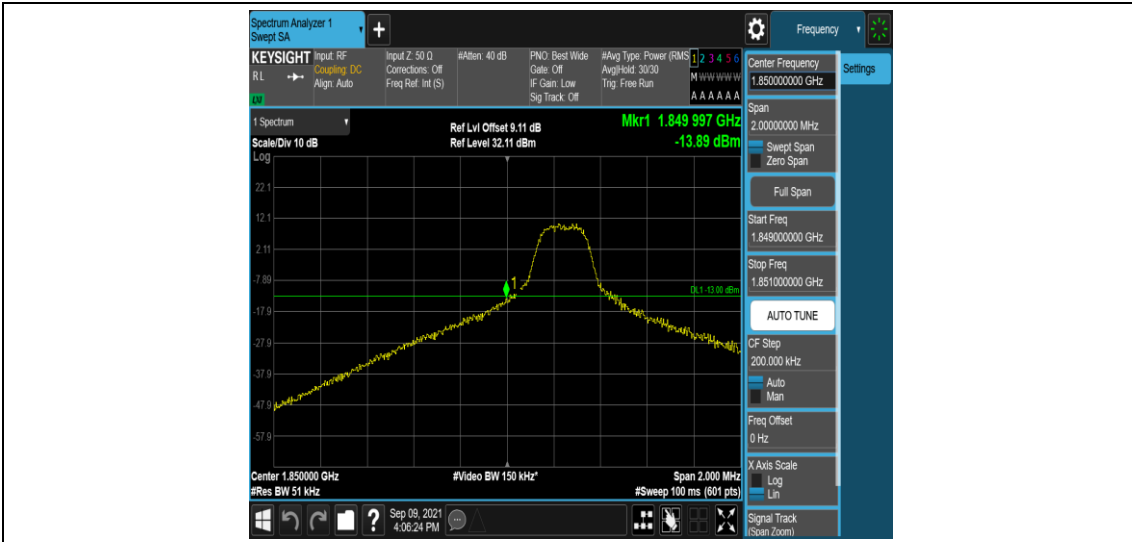 Spectrum Analyzer 1
Swept SA
+
Frequency
KEYSIGHT
RL
LXI
Input: RF
Coupling: DC
Align: Auto
Input Z: 50 Ω
Corrections: Off
Freq Ref: Int (S)
#Atten: 40 dB
PNO: Best Wide
Gate: Off
IF Gain: Low
Sig Track: Off
#Avg Type: Power (RMS
Avg|Hold: 30/30
Trig: Free Run
1 2 3 4 5 6
M W W W W W
A A A A A A
1 Spectrum
Scale/Div 10 dB
Ref Lvl Offset 9.11 dB
Ref Level 32.11 dBm
Mkr1 1.849 997 GHz
-13.89 dBm
Log
22.1
12.1
2.11
-7.89
-17.9
-27.9
-37.9
-47.9
-57.9
1
DL1 -13.00 dBm
Center 1.850000 GHz
#Res BW 51 kHz
#Video BW 150 kHz*
Span 2.000 MHz
#Sweep 100 ms (601 pts)
Center Frequency
1.850000000 GHz
Settings
Span
2.00000000 MHz
Swept Span
Zero Span
Full Span
Start Freq
1.849000000 GHz
Stop Freq
1.851000000 GHz
AUTO TUNE
CF Step
200.000 kHz
Auto
Man
Freq Offset
0 Hz
X Axis Scale
Log
Lin
Signal Track
(Span Zoom)
?
Sep 09, 2021
4:06:24 PM